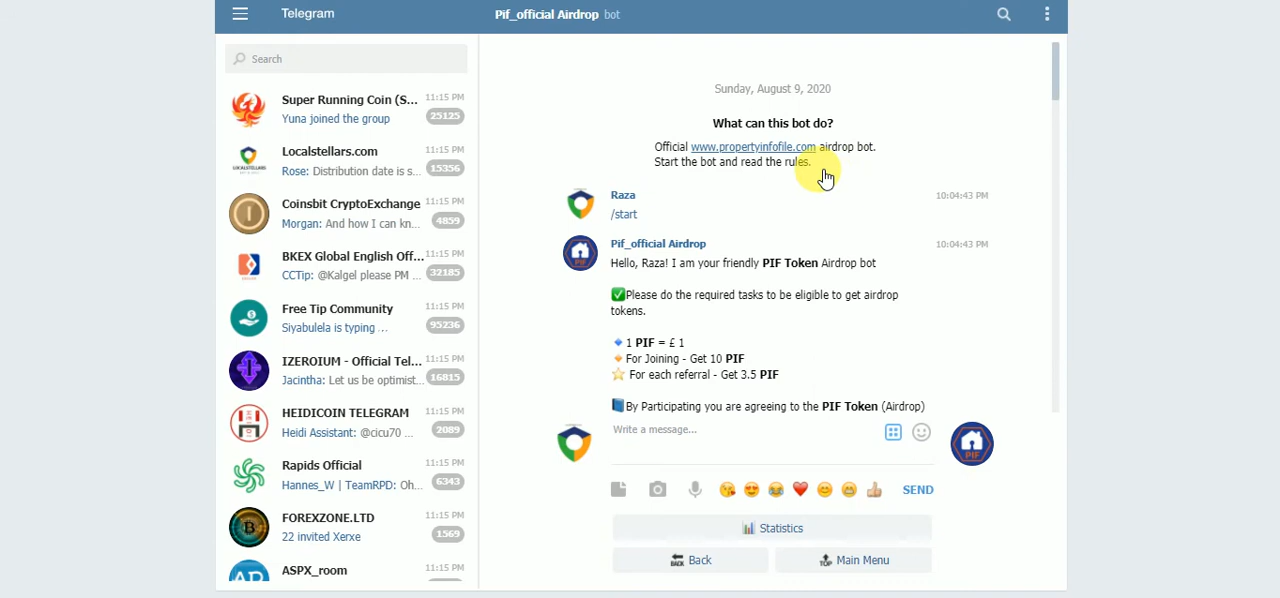 Telegram
Pif_official Airdrop bot
Search
Super Running Coin (S... 11:15 PM
Yuna joined the group 25125
Localstellars.com 11:15 PM
Rose: Distribution date is s... 15356
Coinsbit CryptoExchange 11:15 PM
Morgan: And how I can kn... 4859
BKEX Global English Off... 11:15 PM
CCTip: @Kalgel please PM ... 32185
Free Tip Community 11:15 PM
Siyabulela is typing ... 95236
IZEROIUM - Official Tel... 11:15 PM
Jacintha: Let us be optimist... 16815
HEIDICOIN TELEGRAM 11:15 PM
Heidi Assistant: @cicu70 ... 2089
Rapids Official 11:15 PM
Hannes_W | TeamRPD: Oh... 6343
FOREXZONE.LTD 11:15 PM
22 invited Xerxe 1569
ASPX_room 11:15 PM
Sunday, August 9, 2020
What can this bot do?
Official www.propertyinfofile.com airdrop bot.
Start the bot and read the rules.
Raza 10:04:43 PM
/start
Pif_official Airdrop 10:04:43 PM
Hello, Raza! I am your friendly PIF Token Airdrop bot
✅Please do the required tasks to be eligible to get airdrop
tokens.
🔹1 PIF = £ 1
🔸For Joining - Get 10 PIF
⭐ For each referral - Get 3.5 PIF
📘By Participating you are agreeing to the PIF Token (Airdrop)
Write a message...
PIF
SEND
📊 Statistics
🔙 Back
🔝 Main Menu